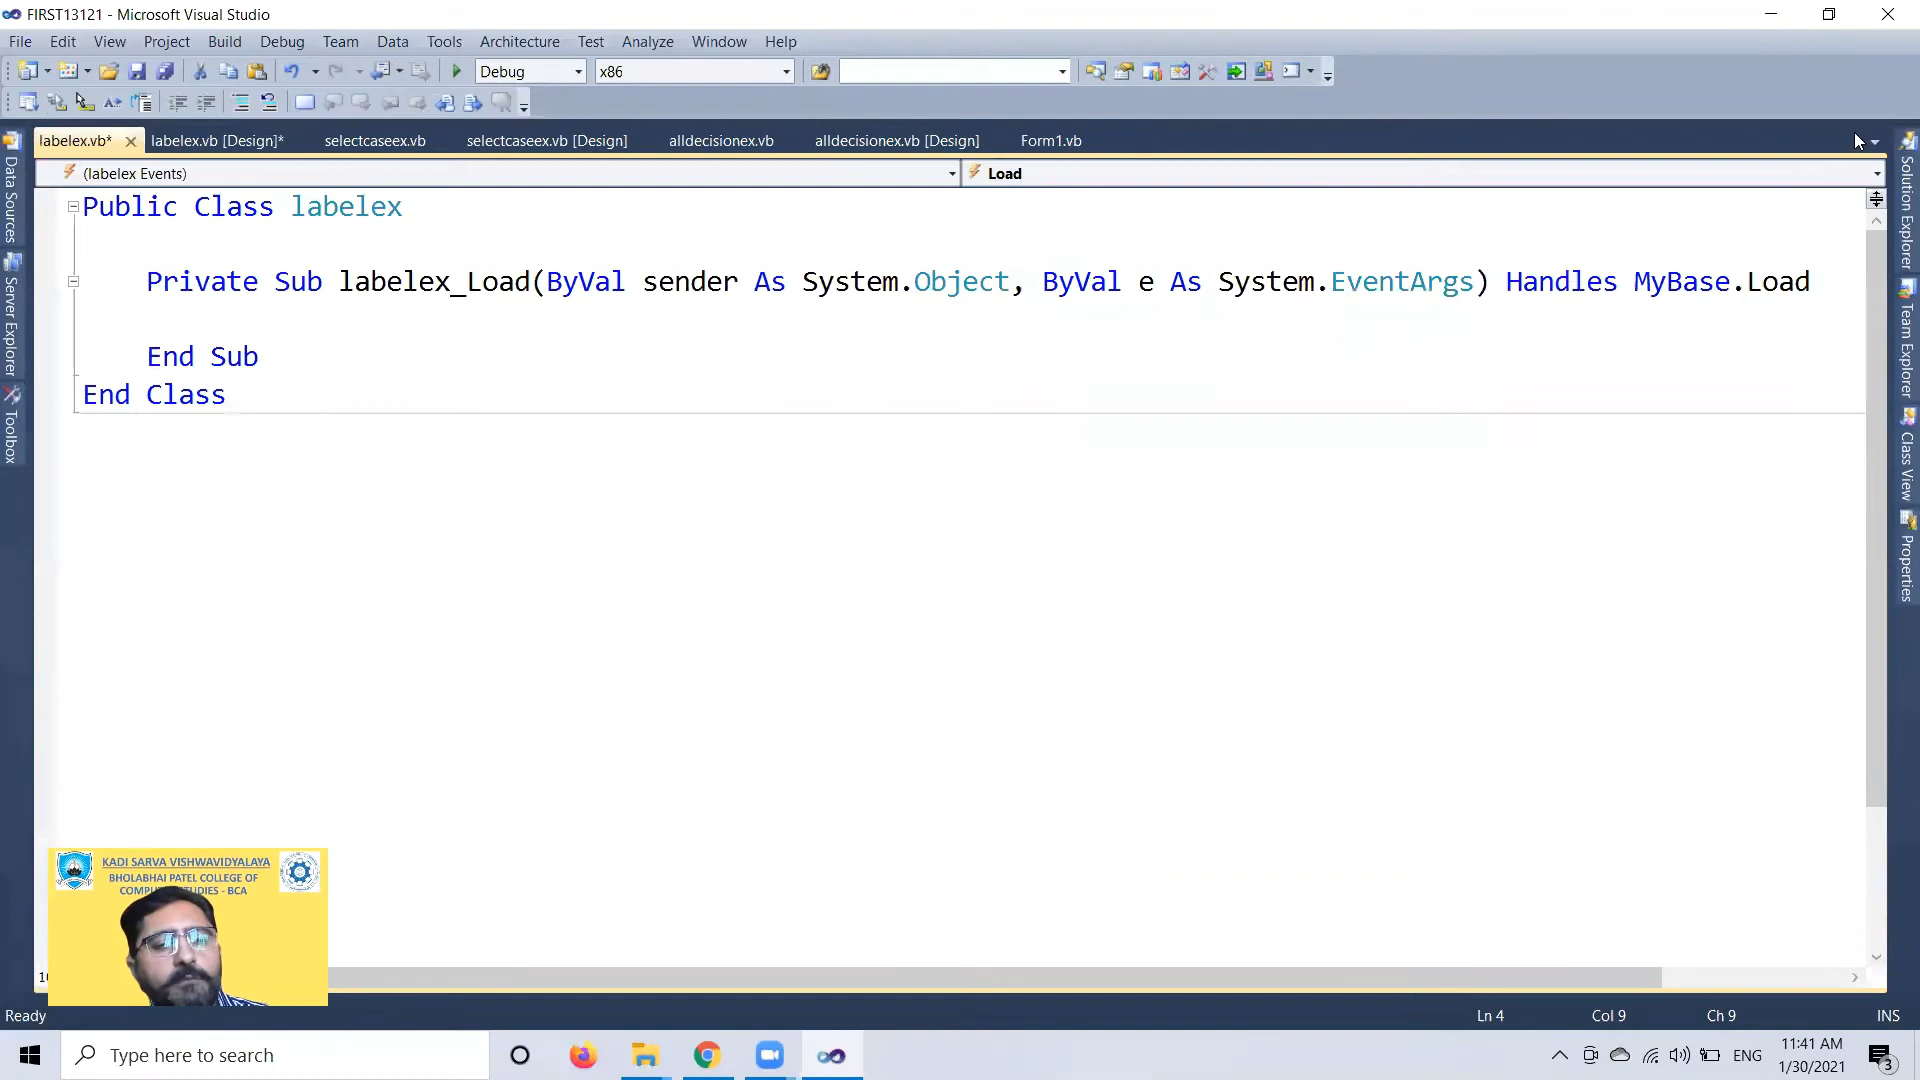 FIRST13121 - Microsoft Visual Studio
File Edit View Project Build Debug Team Data Tools Architecture Test Analyze Window Help
Debug x86
labelex.vb* labelex.vb [Design]* selectcaseex.vb selectcaseex.vb [Design] alldecisionex.vb alldecisionex.vb [Design] Form1.vb
(labelex Events) Load
Public Class labelex
Private Sub labelex_Load(ByVal sender As System.Object, ByVal e As System.EventArgs) Handles MyBase.Load
End Sub
End Class
Data Sources
Server Explorer
Toolbox
Solution Explorer
Team Explorer
Class View
Properties
KADI SARVA VISHWAVIDYALAYA
BHOLABHAI PATEL COLLEGE OF
Ready Ln 4 Col 9 Ch 9 INS
Type here to search
ENG
11:41 AM
1/30/2021
3